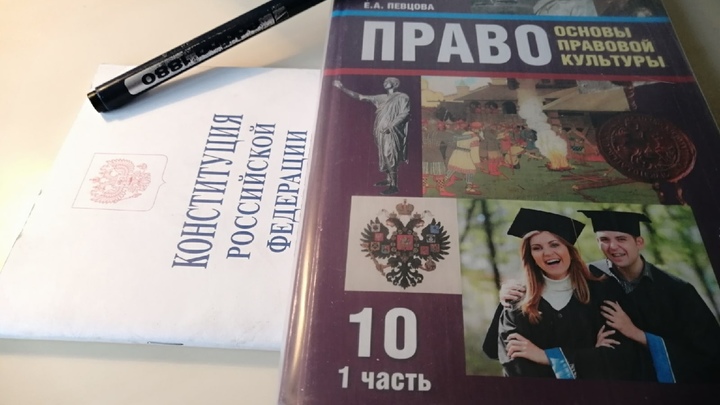 Е.А. ПЕВЦОВА
ПРАВО
ОСНОВЫ
ПРАВОВОЙ
КУЛЬТУРЫ
10
1 часть
КОНСТИТУЦИЯ
РОССИЙСКОЙ
ФЕДЕРАЦИИ